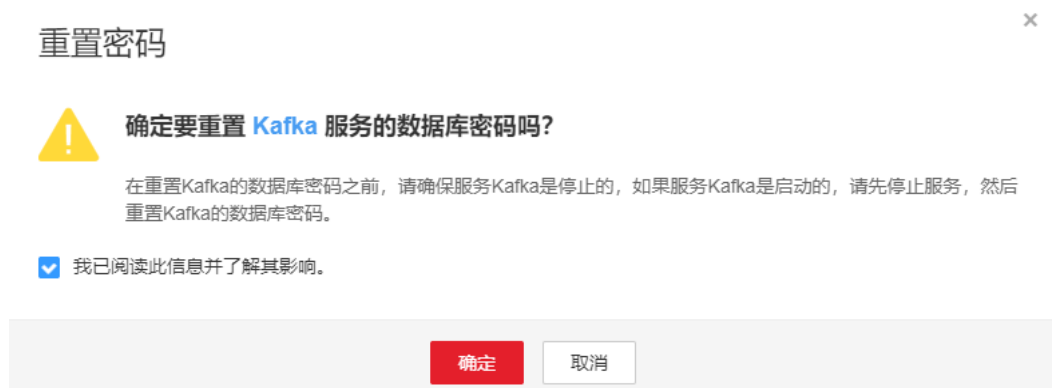 重置密码
确定要重置 Kafka 服务的数据库密码吗?
在重置Kafka的数据库密码之前，请确保服务Kafka是停止的，如果服务Kafka是启动的，请先停止服务，然后
重置Kafka的数据库密码。
我已阅读此信息并了解其影响。
确定
取消